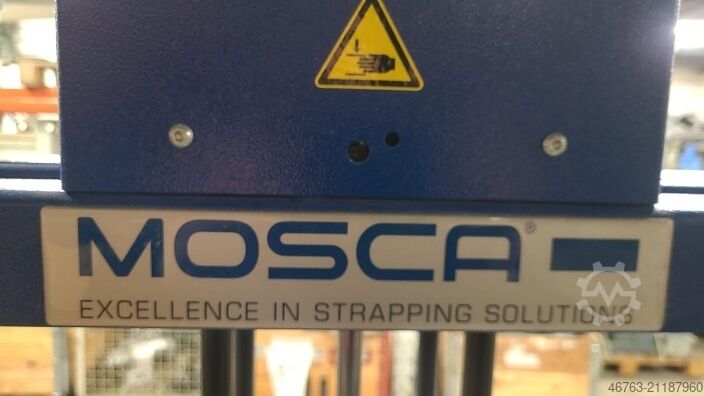 MOSCA®
EXCELLENCE IN STRAPPING SOLUTIONS
46763-21187960